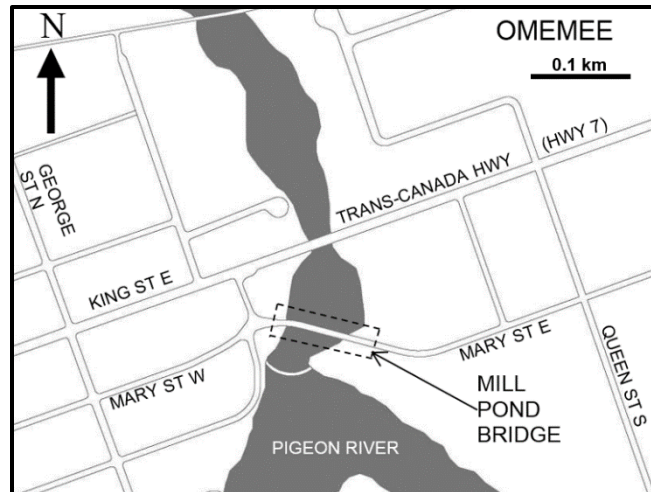 N
OMEMEE
0.1 km
GEORGE
ST N
TRANS-CANADA HWY
(HWY 7)
KING ST E
MARY ST W
MARY ST E
QUEEN ST S
MILL
POND
BRIDGE
PIGEON RIVER